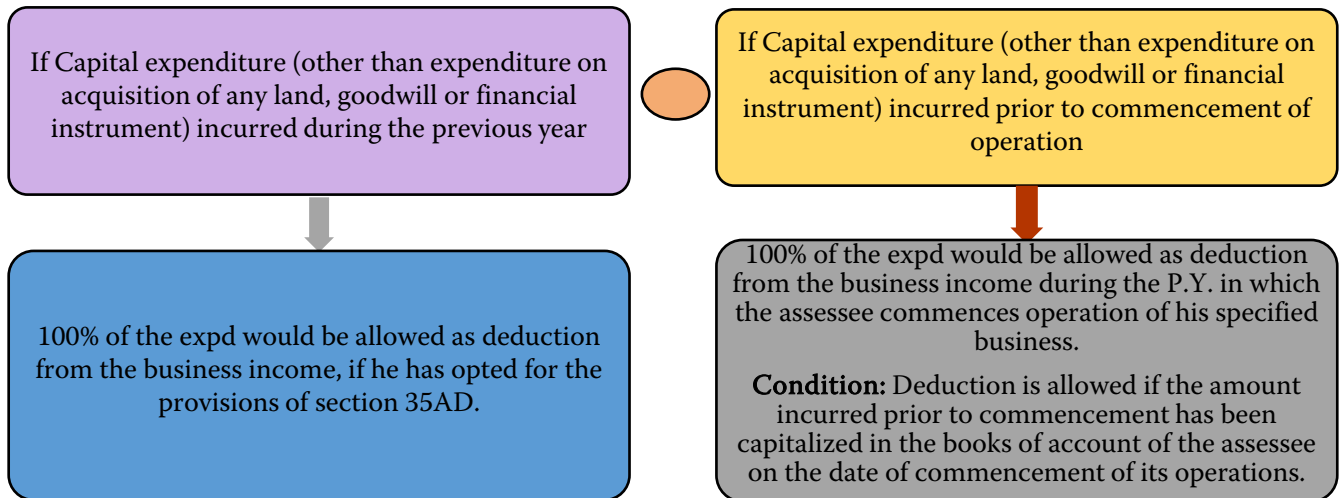 If Capital expenditure (other than expenditure on
acquisition of any land, goodwill or financial
instrument) incurred during the previous year
If Capital expenditure (other than expenditure on
acquisition of any land, goodwill or financial
instrument) incurred prior to commencement of
operation
100% of the expd would be allowed as deduction
from the business income, if he has opted for the
provisions of section 35AD.
100% of the expd would be allowed as deduction
from the business income during the P.Y. in which
the assessee commences operation of his specified
business.
Condition: Deduction is allowed if the amount
incurred prior to commencement has been
capitalized in the books of account of the assessee
on the date of commencement of its operations.